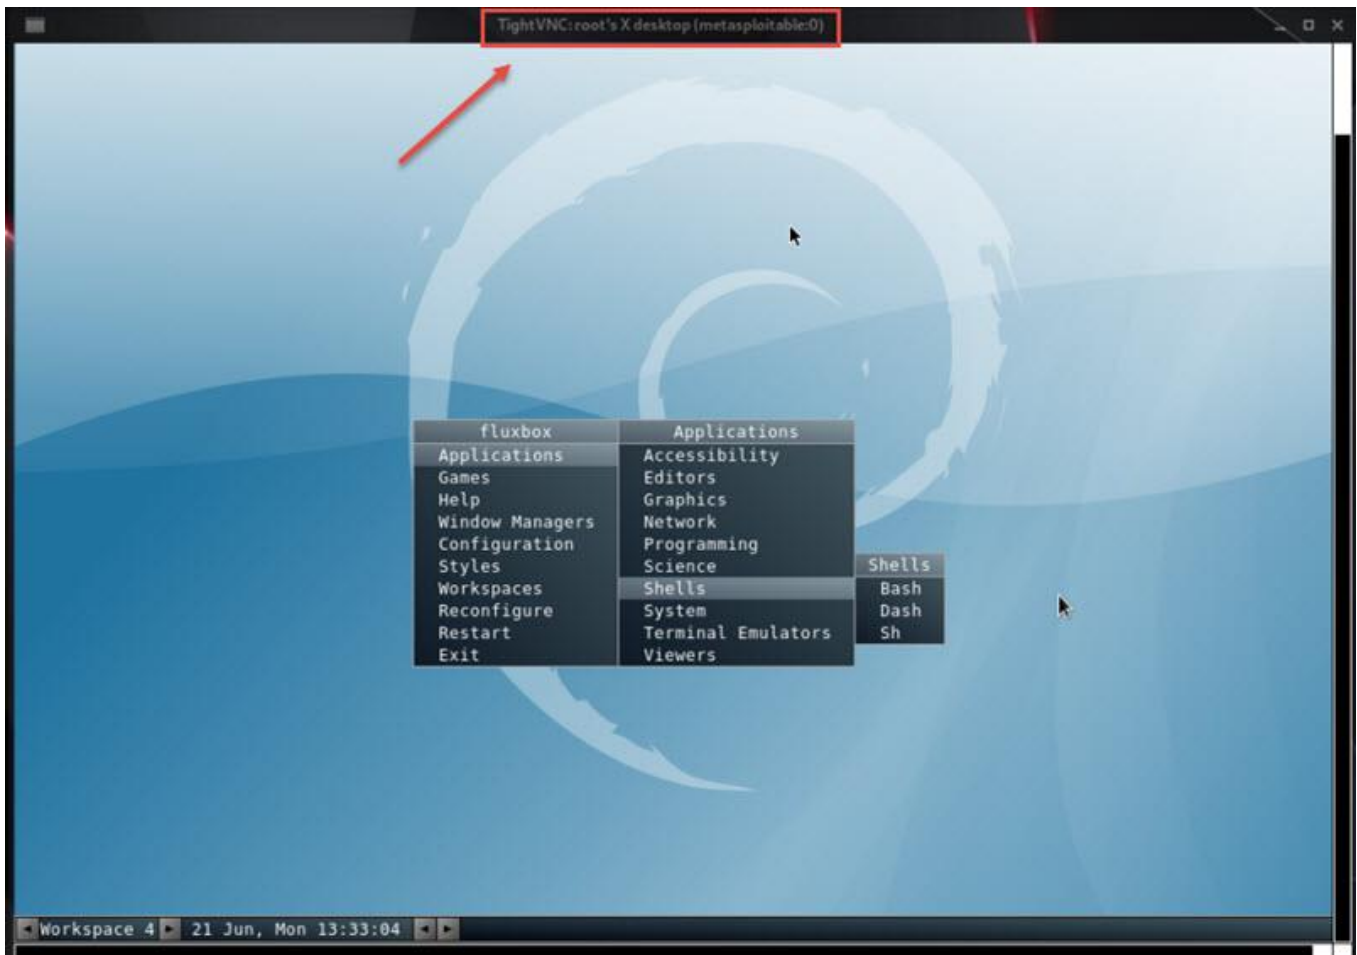 TightVNC: root's X desktop (metasploitable:0)
fluxbox
Applications
Games
Help
Window Managers
Configuration
Styles
Workspaces
Reconfigure
Restart
Exit
Applications
Accessibility
Editors
Graphics
Network
Programming
Science
Shells
System
Terminal Emulators
Viewers
Shells
Bash
Dash
Sh
Workspace 4 21 Jun, Mon 13:33:04